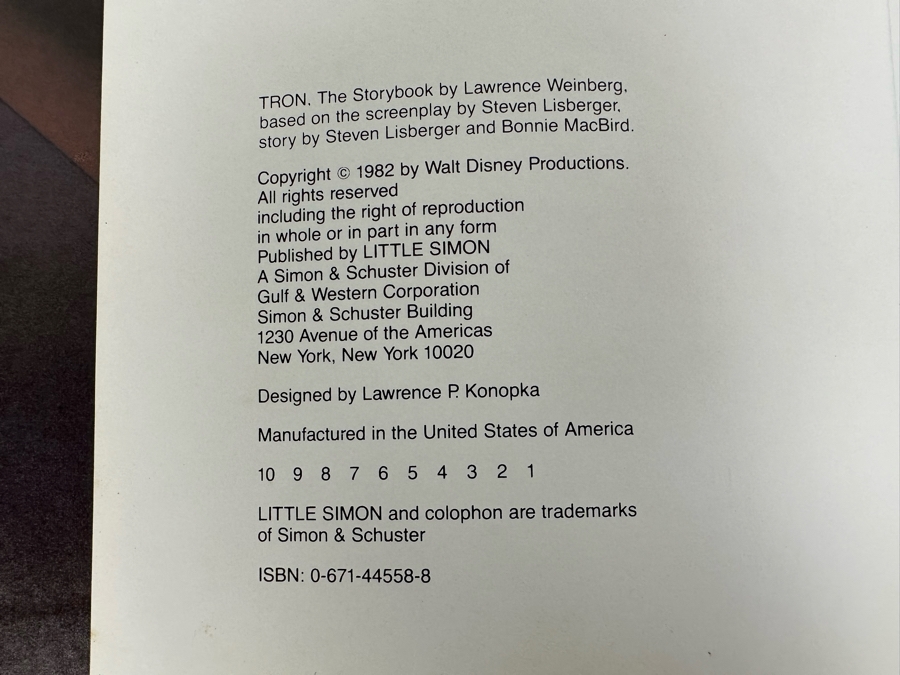 TRON. The Storybook by Lawrence Weinberg,
based on the screenplay by Steven Lisberger,
story by Steven Lisberger and Bonnie MacBird.
Copyright © 1982 by Walt Disney Productions.
All rights reserved
including the right of reproduction
in whole or in part in any form
Published by LITTLE SIMON
A Simon & Schuster Division of
Gulf & Western Corporation
Simon & Schuster Building
1230 Avenue of the Americas
New York, New York 10020
Designed by Lawrence P. Konopka
Manufactured in the United States of America
10 9 8 7 6 5 4 3 2 1
LITTLE SIMON and colophon are trademarks
of Simon & Schuster
ISBN: 0-671-44558-8